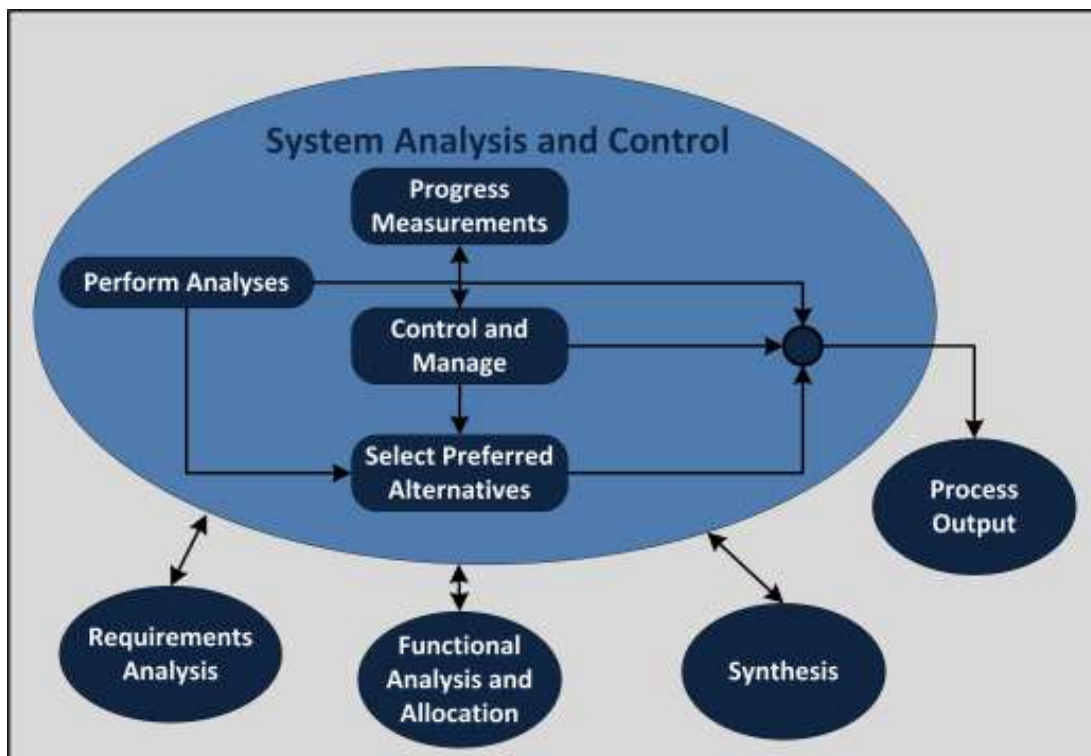 System Analysis and Control
Progress
Measurements
Perform Analyses
Control and
Manage
Select Preferred
Alternatives
Process
Output
Requirements
Analysis
Functional
Analysis and
Allocation
Synthesis